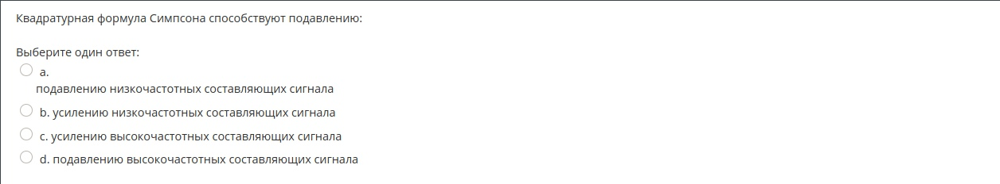 Квадратурная формула Симпсона способствуют подавлению:
Выберите один ответ:
a.
подавлению низкочастотных составляющих сигнала
b. усилению низкочастотных составляющих сигнала
c. усилению высокочастотных составляющих сигнала
d. подавлению высокочастотных составляющих сигнала